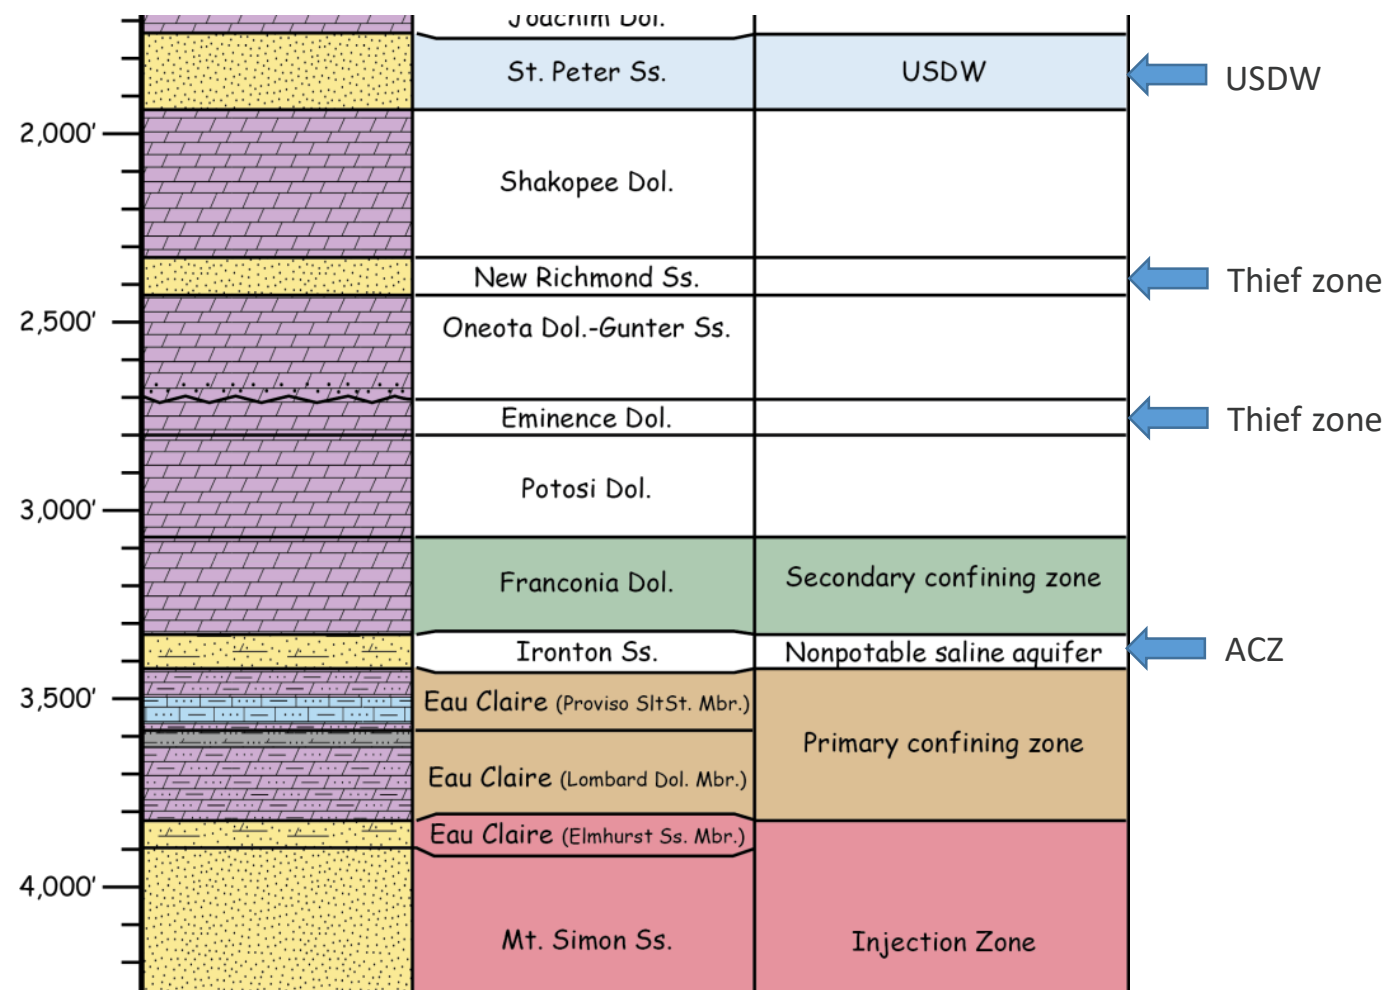 Joachim Dol.
St. Peter Ss.
USDW
USDW
2,000'
Shakopee Dol.
New Richmond Ss.
Thief zone
2,500'
Oneota Dol.-Gunter Ss.
Eminence Dol.
Thief zone
Potosi Dol.
3,000'
Franconia Dol.
Secondary confining zone
Ironton Ss.
Nonpotable saline aquifer
ACZ
3,500'
Eau Claire (Proviso SltSt. Mbr.)
Primary confining zone
Eau Claire (Lombard Dol. Mbr.)
Eau Claire (Elmhurst Ss. Mbr.)
4,000'
Mt. Simon Ss.
Injection Zone